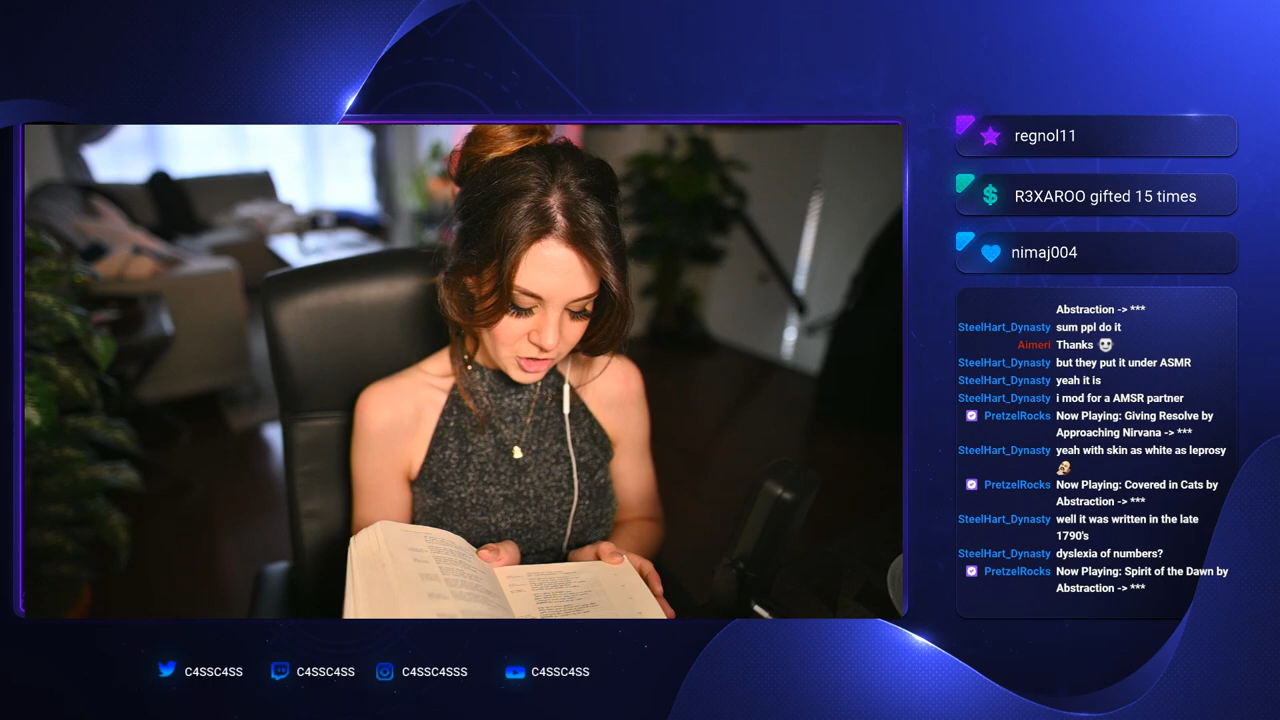 regnol11
R3XAROO gifted 15 times
nimaj004
Abstraction -> ***
SteelHart_Dynasty sum ppl do it
Aimeri Thanks
SteelHart_Dynasty but they put it under ASMR
SteelHart_Dynasty yeah it is
SteelHart_Dynasty i mod for a AMSR partner
PretzelRocks Now Playing: Giving Resolve by
Approaching Nirvana -> ***
SteelHart_Dynasty yeah with skin as white as leprosy
PretzelRocks Now Playing: Covered in Cats by
Abstraction -> ***
SteelHart_Dynasty well it was written in the late
1790's
SteelHart_Dynasty dyslexia of numbers?
PretzelRocks Now Playing: Spirit of the Dawn by
Abstraction -> ***
C4SSC4SS C4SSC4SS C4SSC4SSS C4SSC4SS